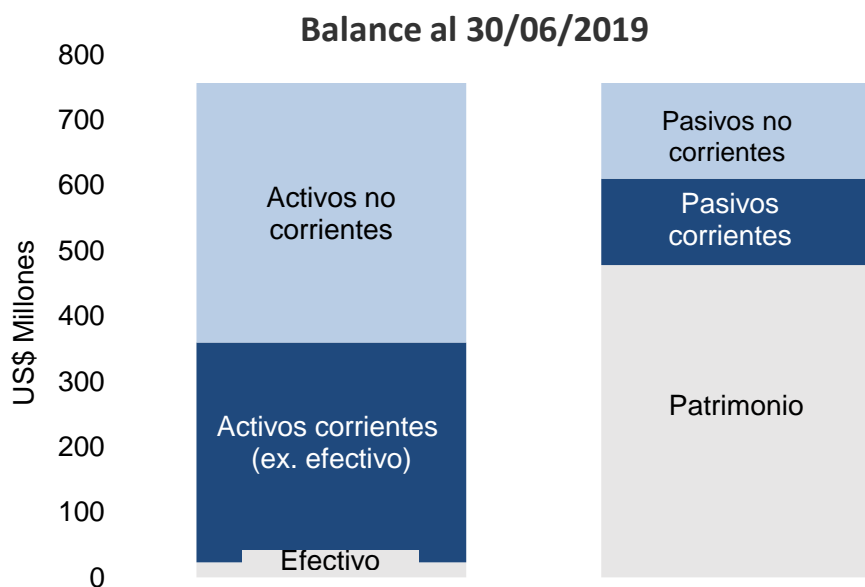 Balance al 30/06/2019
US$ Millones
800
700
600
500
400
300
200
100
0
Activos no
corrientes
Activos corrientes
(ex. efectivo)
Efectivo
Pasivos no
corrientes
Pasivos
corrientes
Patrimonio